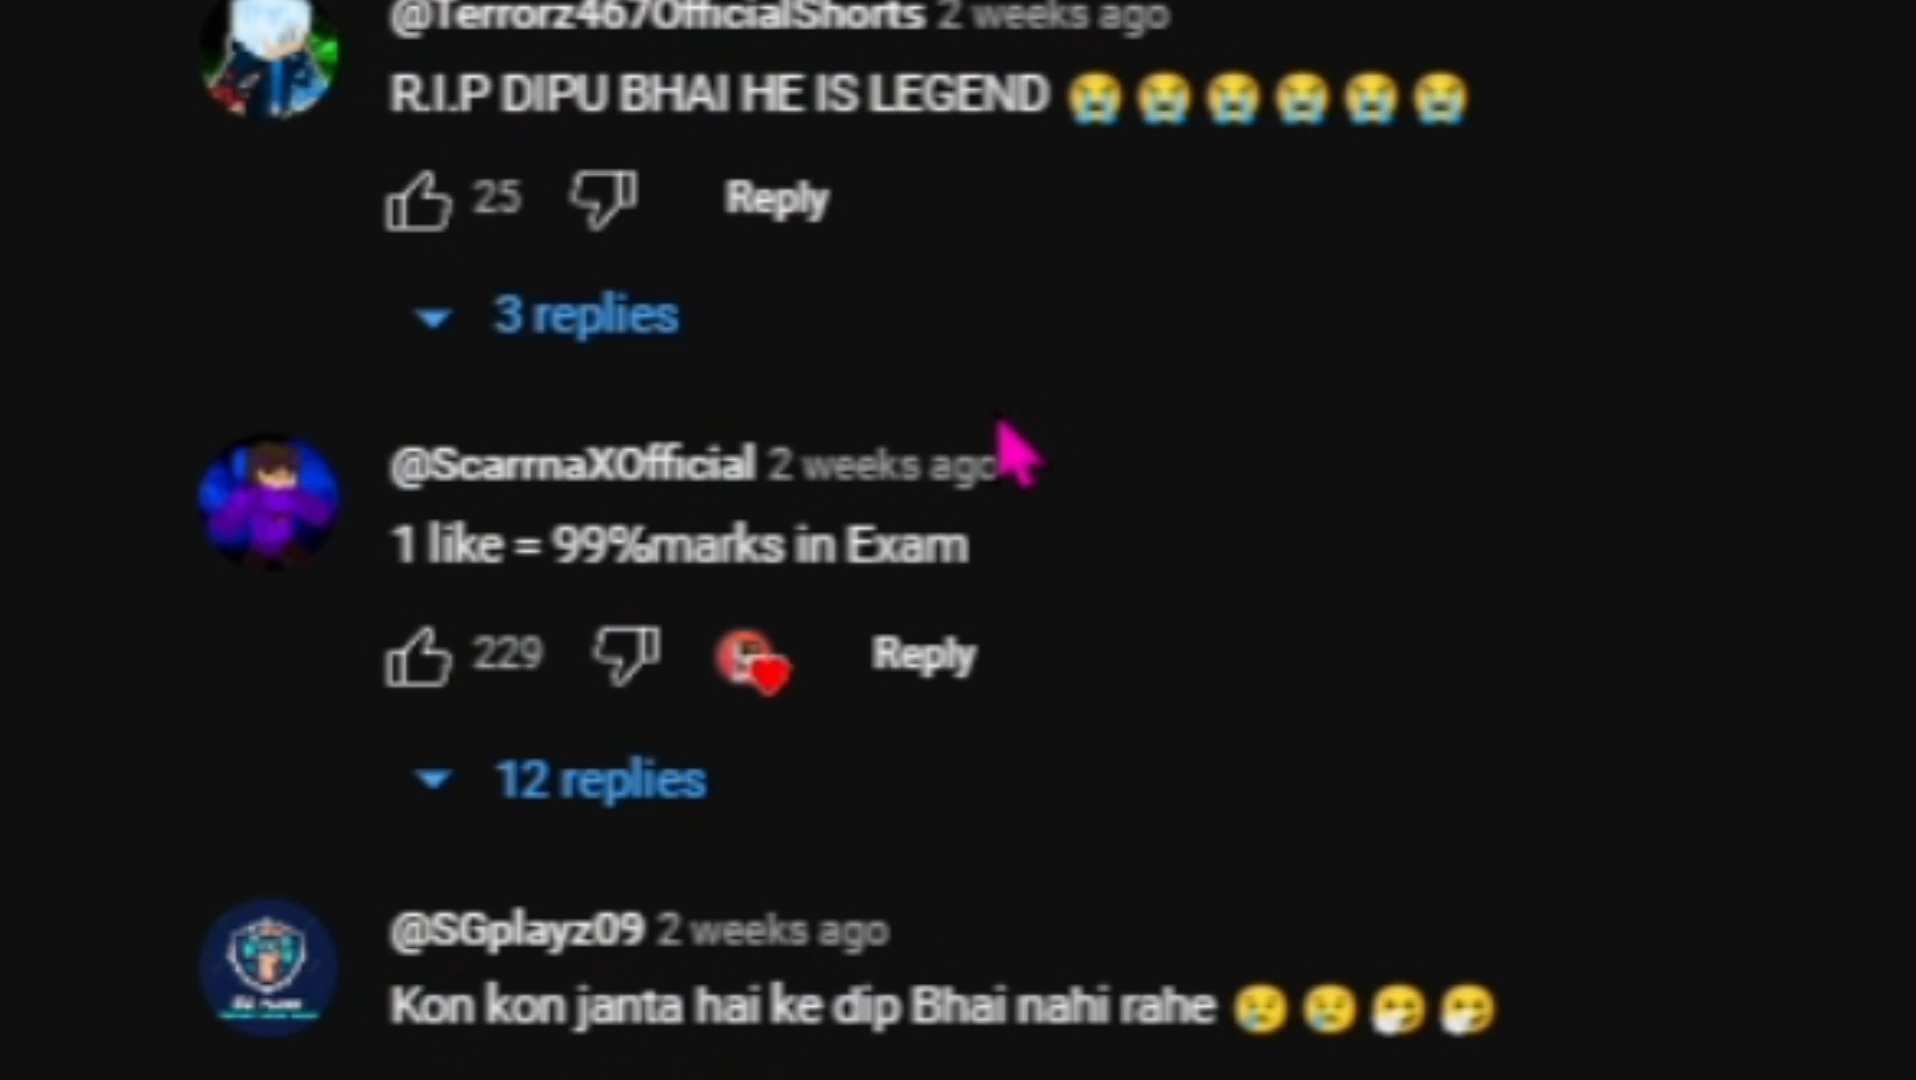 @Terrorz467OfficialShorts 2 weeks ago
R.I.P DIPU BHAI HE IS LEGEND 😭😭😭😭😭😭
25 Reply
3 replies
@ScarrnaXOfficial 2 weeks ago
1 like = 99%marks in Exam
229 Reply
12 replies
@SGplayz09 2 weeks ago
Kon kon janta hai ke dip Bhai nahi rahe 😢😢🤭🤭